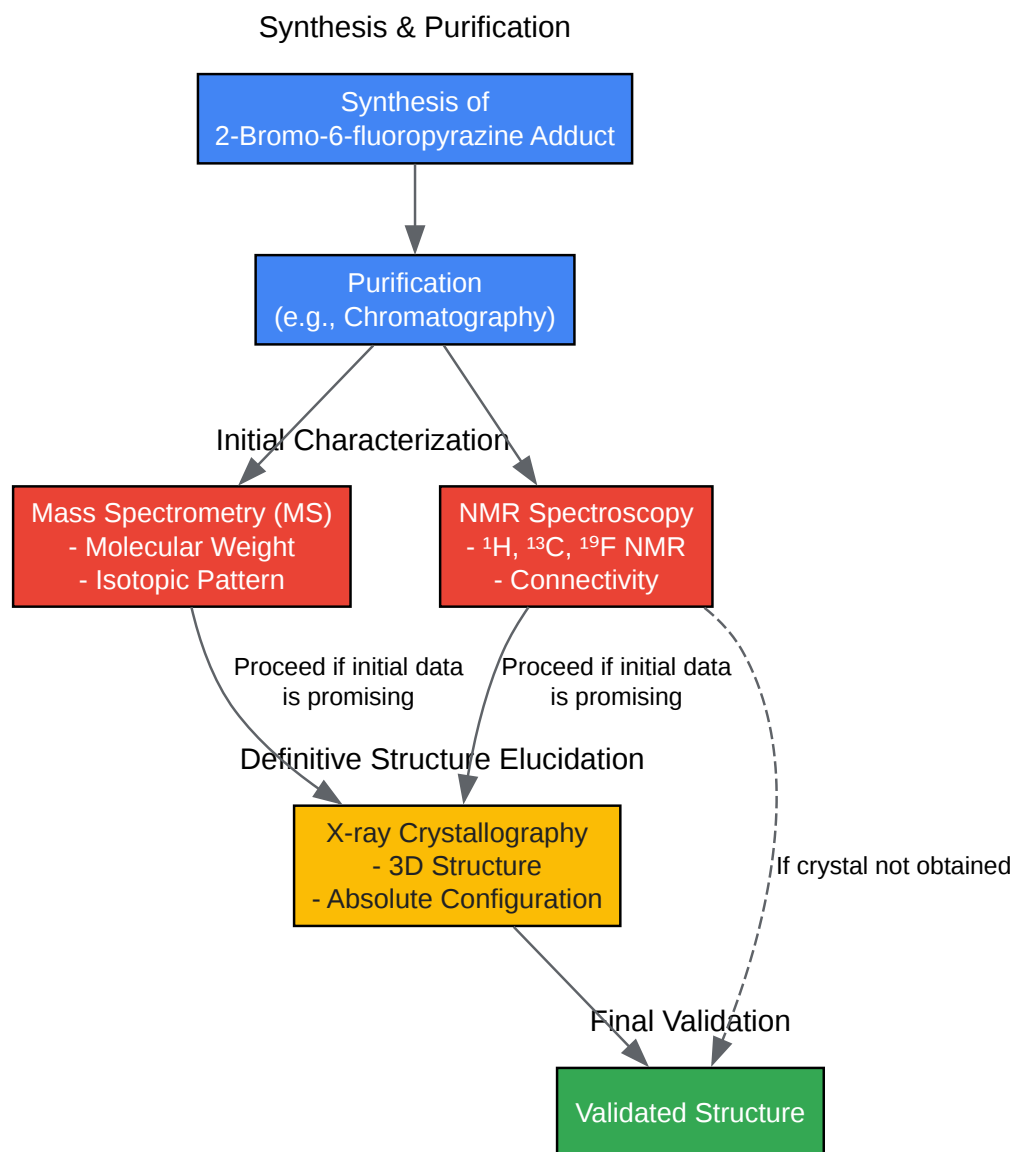 Synthesis & Purification
Synthesis of
2-Bromo-6-fluoropyrazine Adduct
Purification
(e.g., Chromatography)
Initial Characterization
Mass Spectrometry (MS)
- Molecular Weight
- Isotopic Pattern
NMR Spectroscopy
- ¹H, ¹³C, ¹⁹F NMR
- Connectivity
Proceed if initial data
is promising
Proceed if initial data
is promising
Definitive Structure Elucidation
X-ray Crystallography
- 3D Structure
- Absolute Configuration
If crystal not obtained
Final Validation
Validated Structure